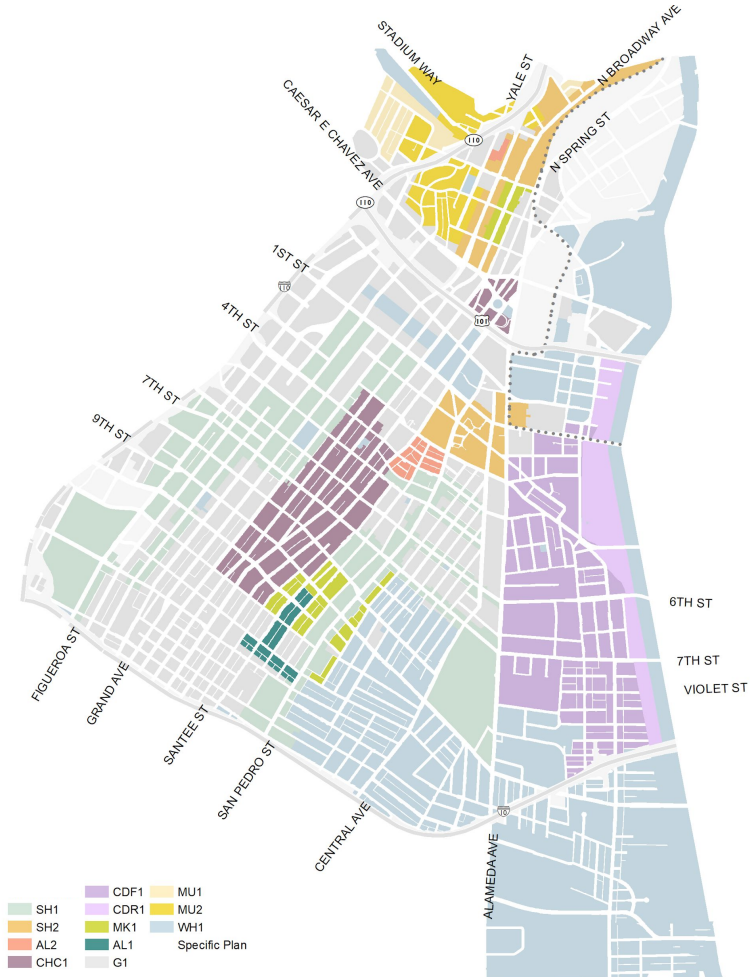 STADIUM WAY
YALE ST
N BROADWAY AVE
CAESAR E CHAVEZ AVE
110
N SPRING ST
110
1ST ST
110
4TH ST
101
7TH ST
9TH ST
6TH ST
7TH ST
VIOLET ST
FIGUEROA ST
GRAND AVE
SANTEE ST
SAN PEDRO ST
CENTRAL AVE
10
ALAMEDA AVE
CDF1 MU1
SH1 CDR1 MU2
SH2 MK1 WH1
AL2 AL1 Specific Plan
CHC1 G1